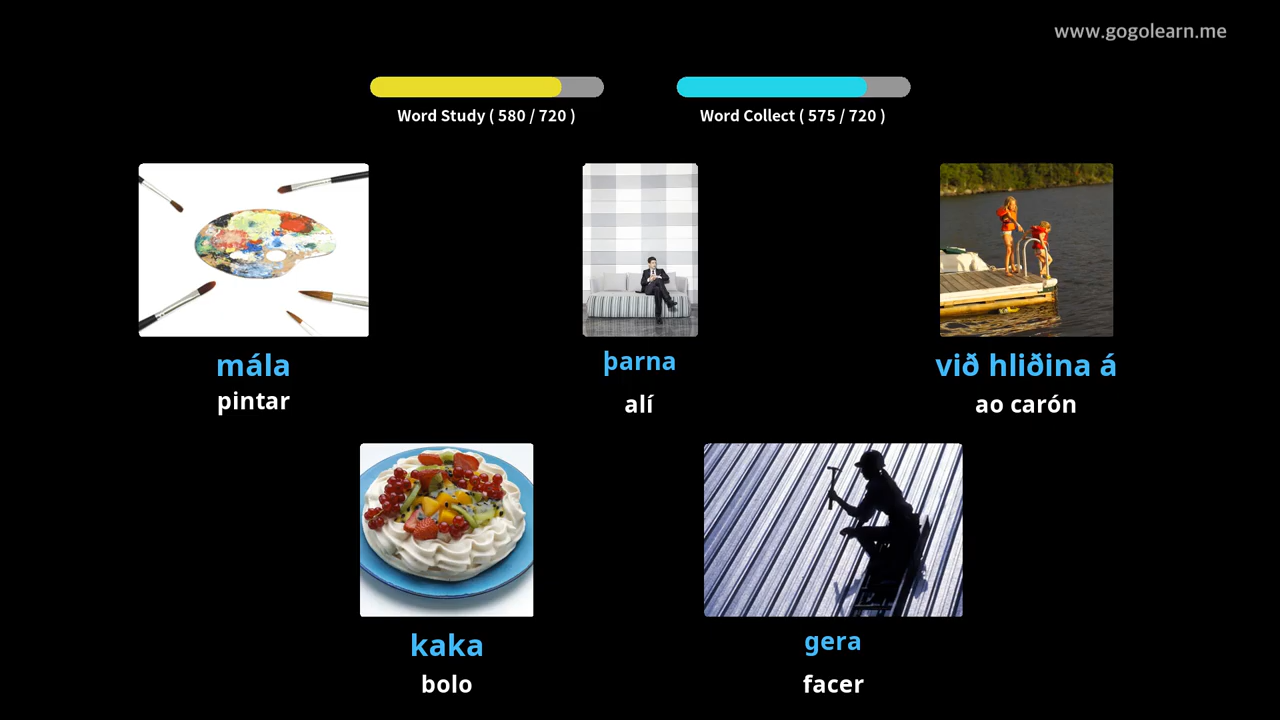 www.gogolearn.me
Word Study ( 580 / 720 )
Word Collect ( 575 / 720 )
mála
pintar
þarna
alí
við hliðina á
ao carón
kaka
bolo
gera
facer